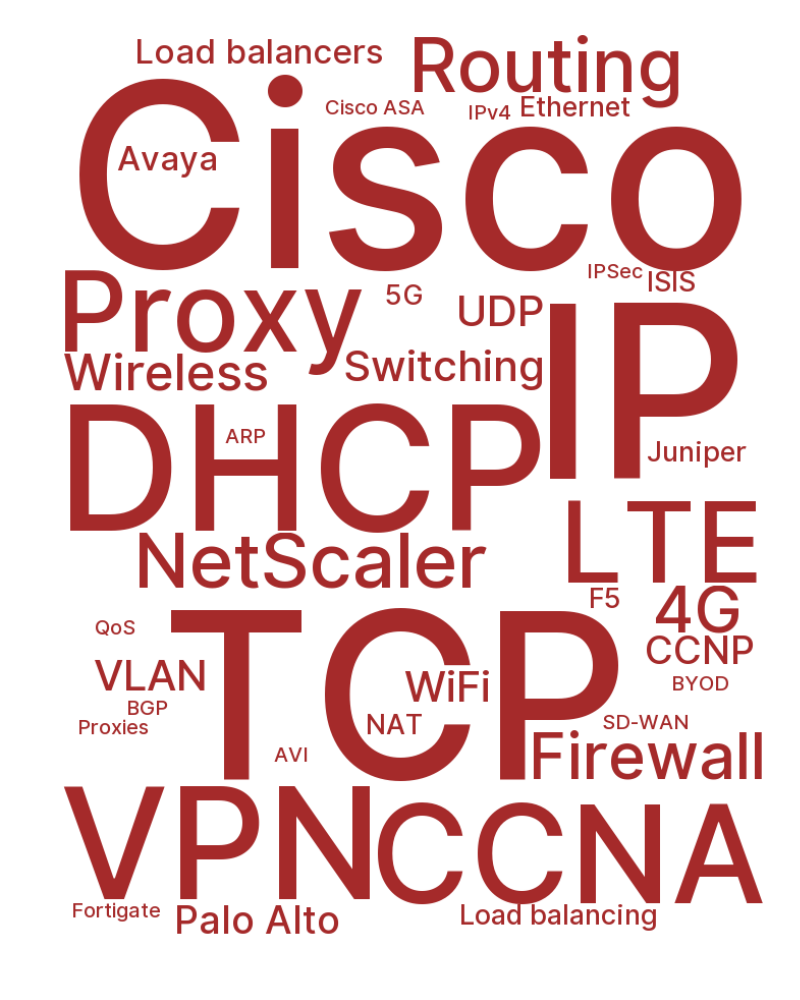 Load balancers
Routing
Cisco ASA
IPv4
Ethernet
Cisco
Avaya
IPSec
ISIS
Proxy
5G
UDP
IP
Wireless
Switching
DHCP
ARP
Juniper
NetScaler
LTE
F5
4G
QoS
TCP
CCNP
VLAN
WiFi
BYOD
BGP
NAT
SD-WAN
Proxies
AVI
Firewall
VPN
CCNA
Fortigate
Palo Alto
Load balancing